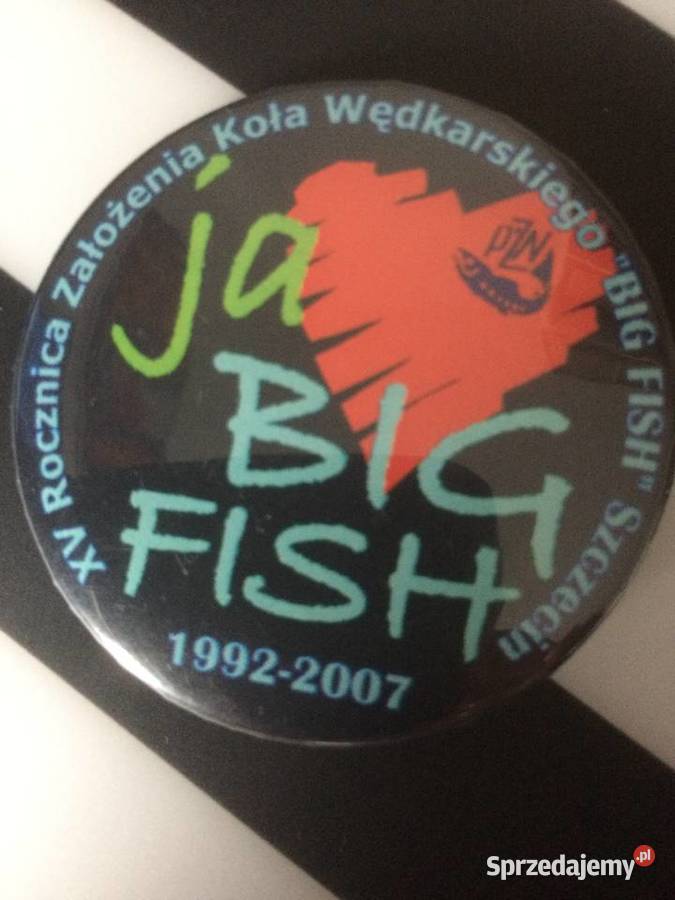 XV Rocznica Założenia Koła Wędkarskiego "BIG FISH" Szczecin
ja
PZW
BIG
FISH
1992-2007
Sprzedajemy.pl